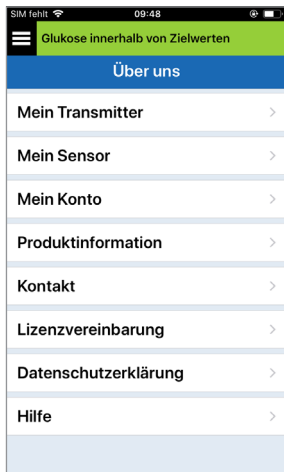 SIM fehlt 09:48
Glukose innerhalb von Zielwerten
Über uns
Mein Transmitter
Mein Sensor
Mein Konto
Produktinformation
Kontakt
Lizenzvereinbarung
Datenschutzerklärung
Hilfe